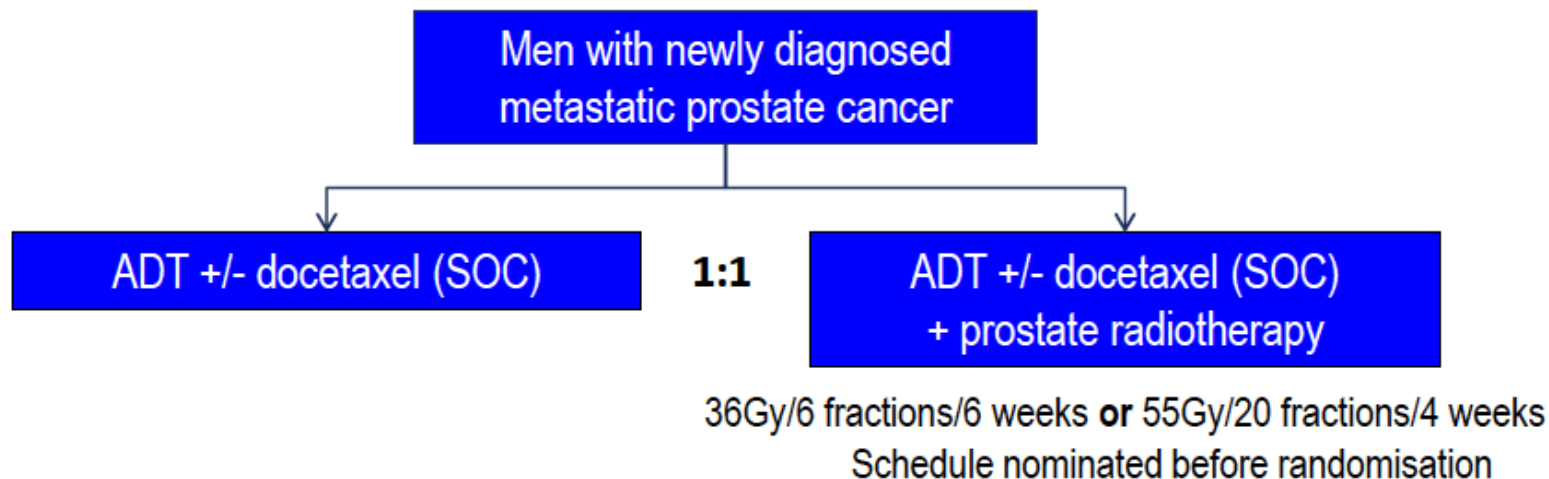 Men with newly diagnosed
metastatic prostate cancer
ADT +/- docetaxel (SOC)
1:1
ADT +/- docetaxel (SOC)
+ prostate radiotherapy
36Gy/6 fractions/6 weeks or 55Gy/20 fractions/4 weeks
Schedule nominated before randomisation